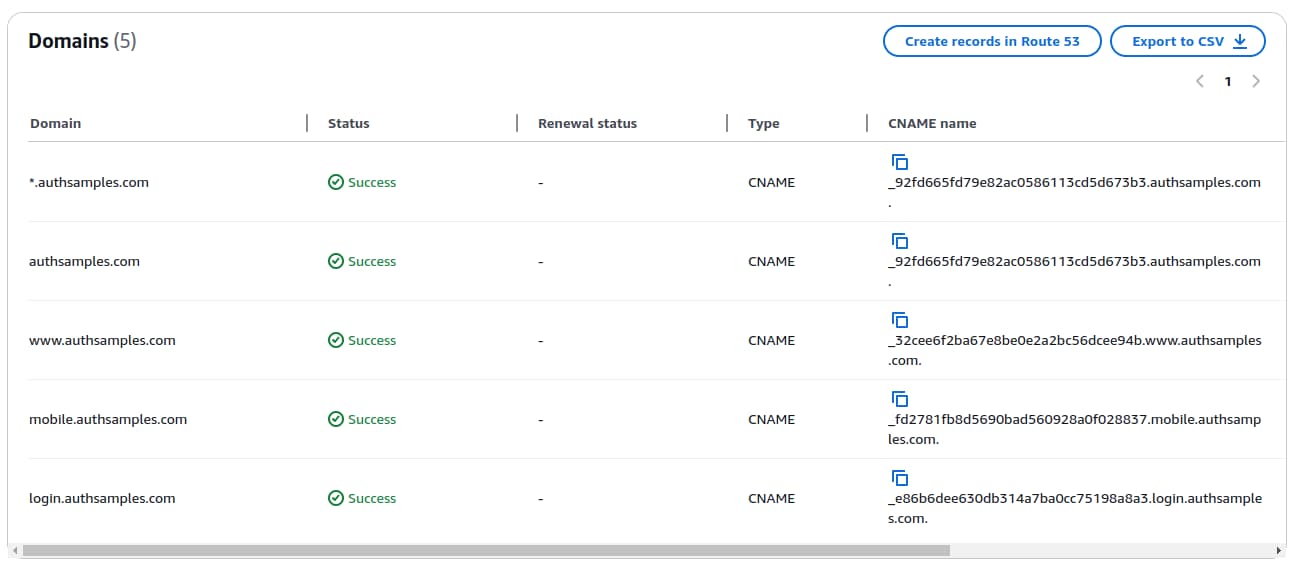 Domains (5)
Create records in Route 53
Export to CSV
1
Domain Status Renewal status Type CNAME name
*.authsamples.com Success - CNAME _92fd665fd79e82ac0586113cd5d673b3.authsamples.com
.
authsamples.com Success - CNAME _92fd665fd79e82ac0586113cd5d673b3.authsamples.com
.
www.authsamples.com Success - CNAME _32cee6f2ba67e8be0e2a2bc56dcee94b.www.authsamples
.com.
mobile.authsamples.com Success - CNAME _fd2781fb8d5690bad560928a0f028837.mobile.authsamp
les.com.
login.authsamples.com Success - CNAME _e86b6dee630db314a7ba0cc75198a8a3.login.authsample
s.com.